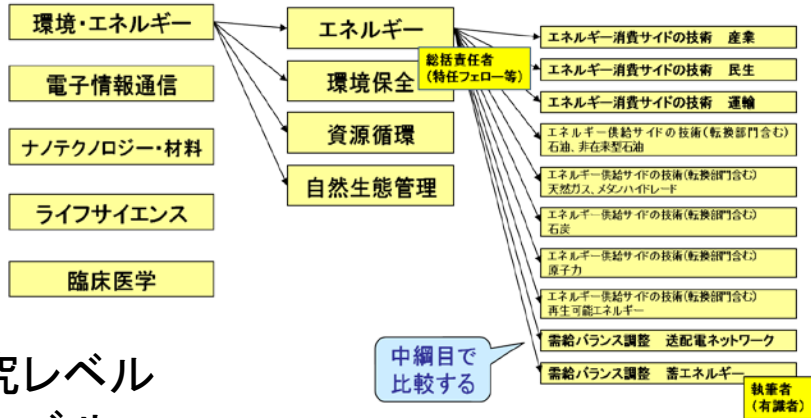 環境・エネルギー
電子情報通信
ナノテクノロジー・材料
ライフサイエンス
臨床医学
エネルギー
環境保全
資源循環
自然生態管理
総括責任者
(特任フェロー等)
エネルギー消費サイドの技術 産業
エネルギー消費サイドの技術 民生
エネルギー消費サイドの技術 運輸
エネルギー供給サイドの技術(転換部門含む)
石油、非在来型石油
エネルギー供給サイドの技術(転換部門含む)
天然ガス、メタンハイドレード
エネルギー供給サイドの技術(転換部門含む)
石炭
エネルギー供給サイドの技術(転換部門含む)
原子力
エネルギー供給サイドの技術(転換部門含む)
再生可能エネルギー
需給バランス調整 送配電ネットワーク
需給バランス調整 蓄エネルギー
執筆者
(有識者)
中綱目で
比較する
究レベル